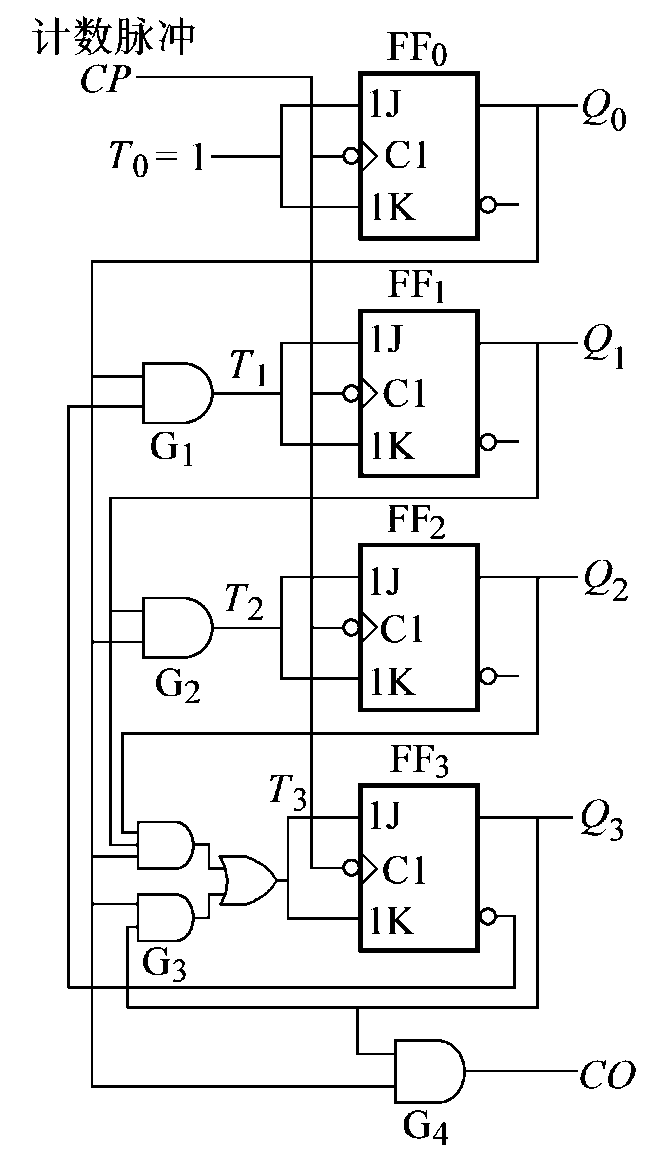 计数脉冲
CP
FF₀
1J
Q₀
T₀ = 1
C1
1K
FF₁
1J
Q₁
T₁
C1
G₁
1K
FF₂
1J
Q₂
T₂
C1
G₂
1K
FF₃
T₃
1J
Q₃
C1
1K
G₃
CO
G₄